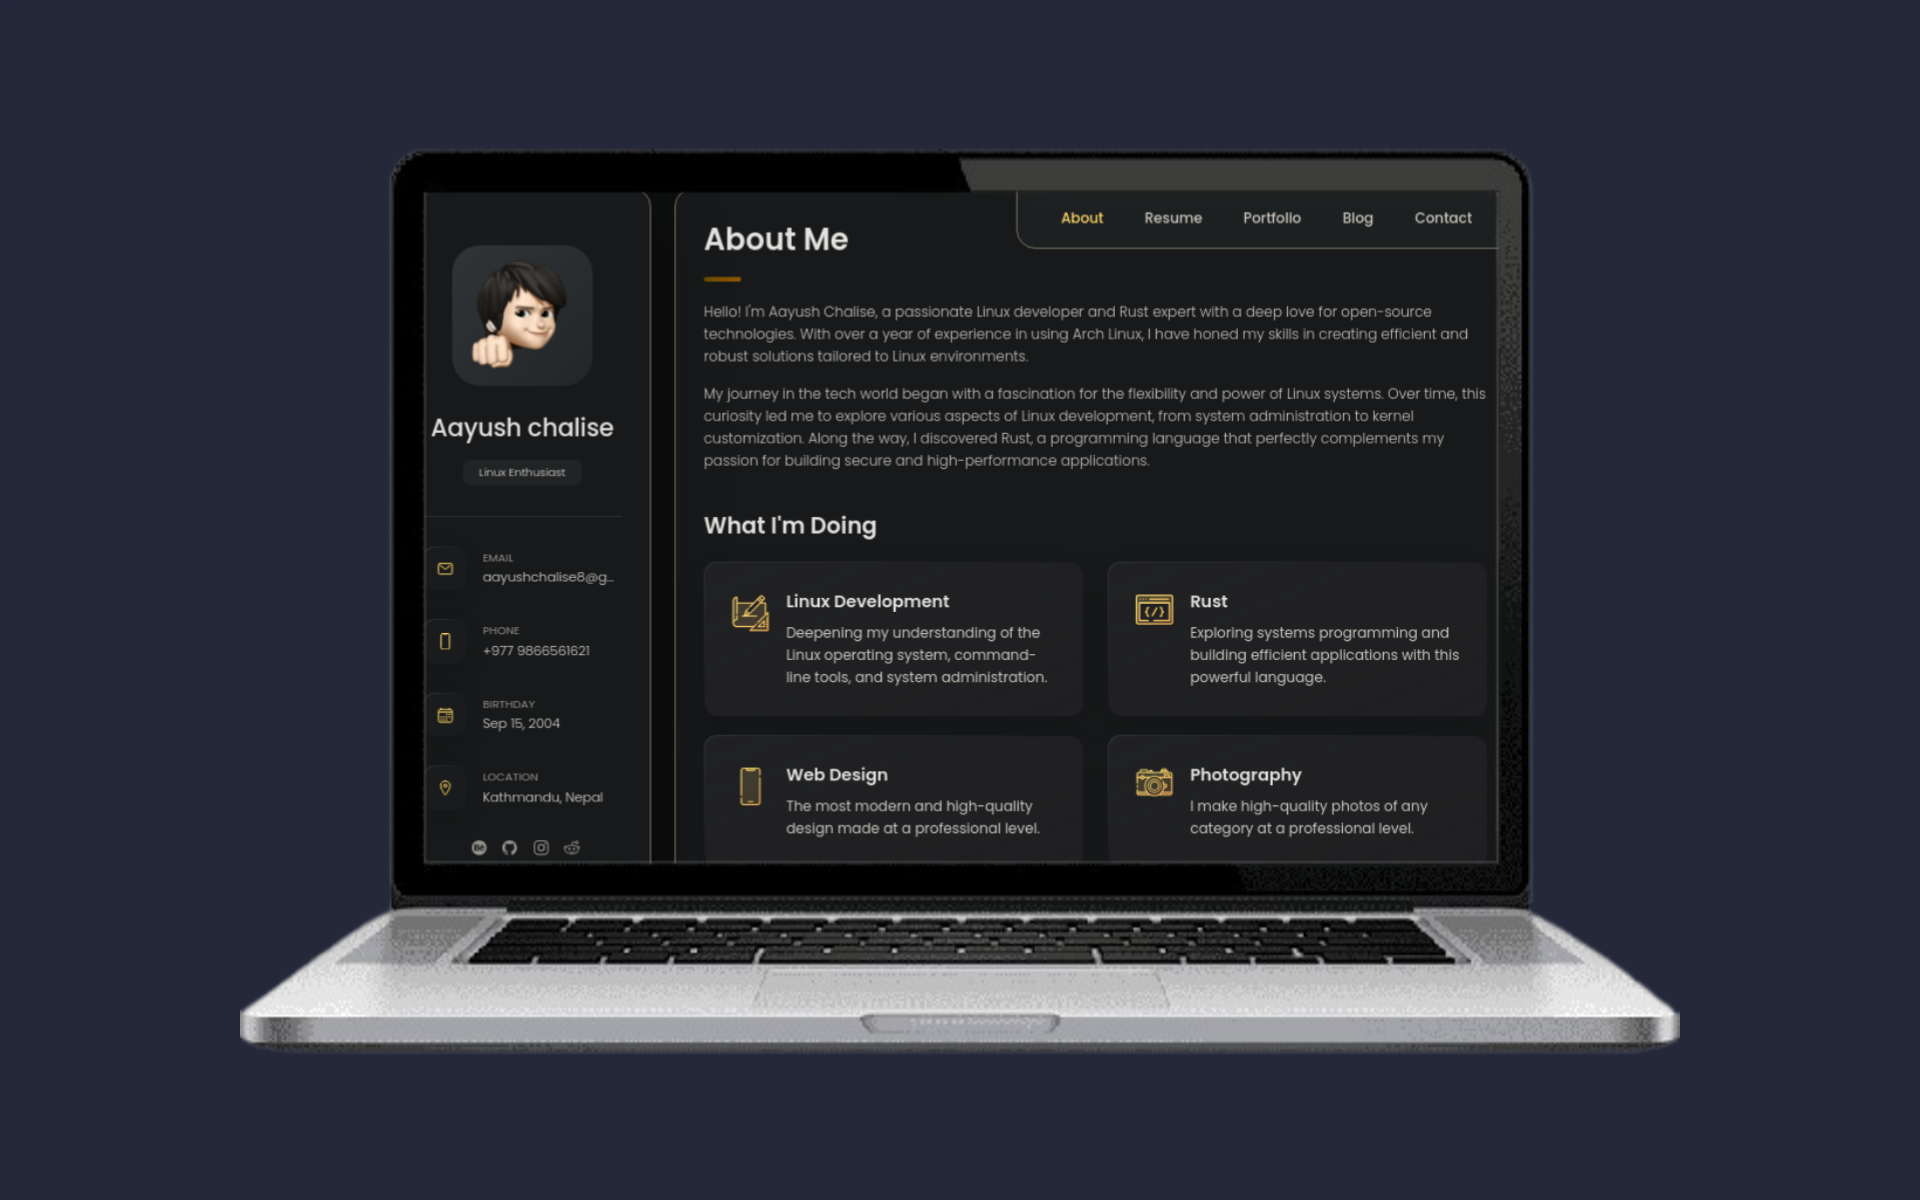 Aayush chalise
Linux Enthusiast
EMAIL
aayushchalise8@g...
PHONE
+977 9866561621
BIRTHDAY
Sep 15, 2004
LOCATION
Kathmandu, Nepal
About Resume Portfolio Blog Contact
About Me
Hello! I'm Aayush Chalise, a passionate Linux developer and Rust expert with a deep love for open-source
technologies. With over a year of experience in using Arch Linux, I have honed my skills in creating efficient and
robust solutions tailored to Linux environments.
My journey in the tech world began with a fascination for the flexibility and power of Linux systems. Over time, this
curiosity led me to explore various aspects of Linux development, from system administration to kernel
customization. Along the way, I discovered Rust, a programming language that perfectly complements my
passion for building secure and high-performance applications.
What I'm Doing
Linux Development
Deepening my understanding of the
Linux operating system, command-
line tools, and system administration.
Rust
Exploring systems programming and
building efficient applications with this
powerful language.
Web Design
The most modern and high-quality
design made at a professional level.
Photography
I make high-quality photos of any
category at a professional level.